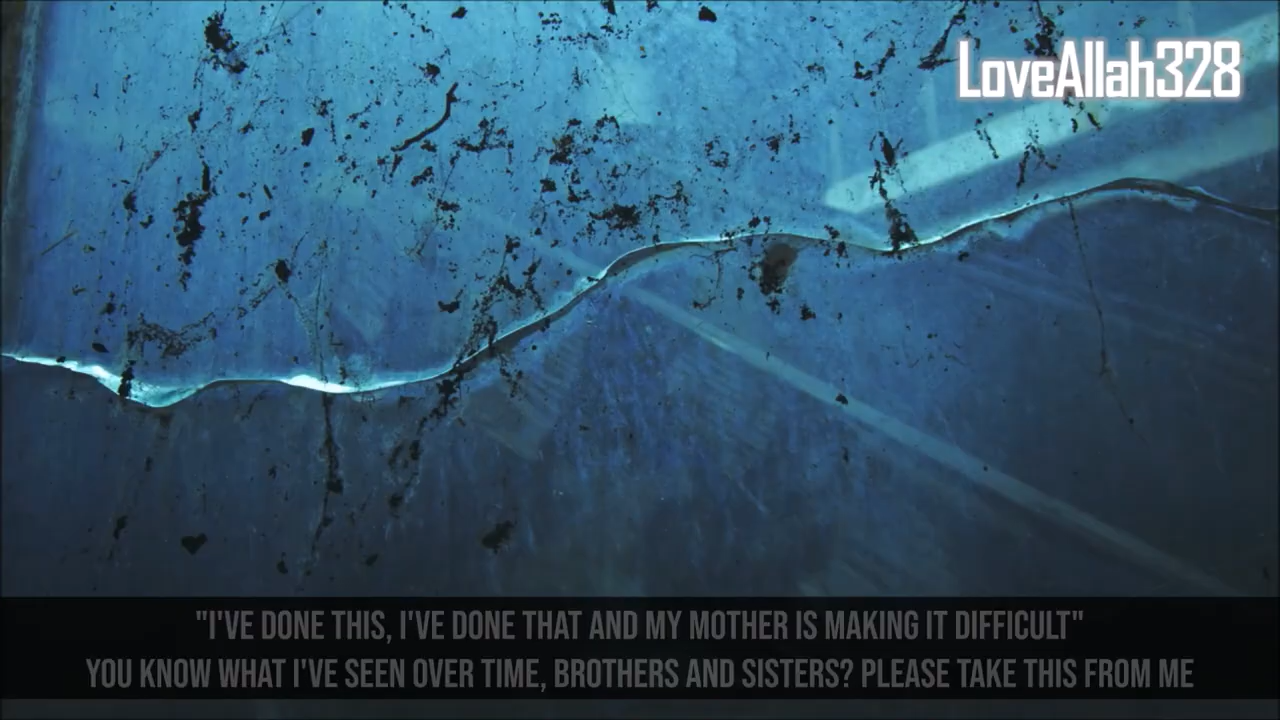 LoveAllah328
"I'VE DONE THIS, I'VE DONE THAT AND MY MOTHER IS MAKING IT DIFFICULT"
YOU KNOW WHAT I'VE SEEN OVER TIME, BROTHERS AND SISTERS? PLEASE TAKE THIS FROM ME